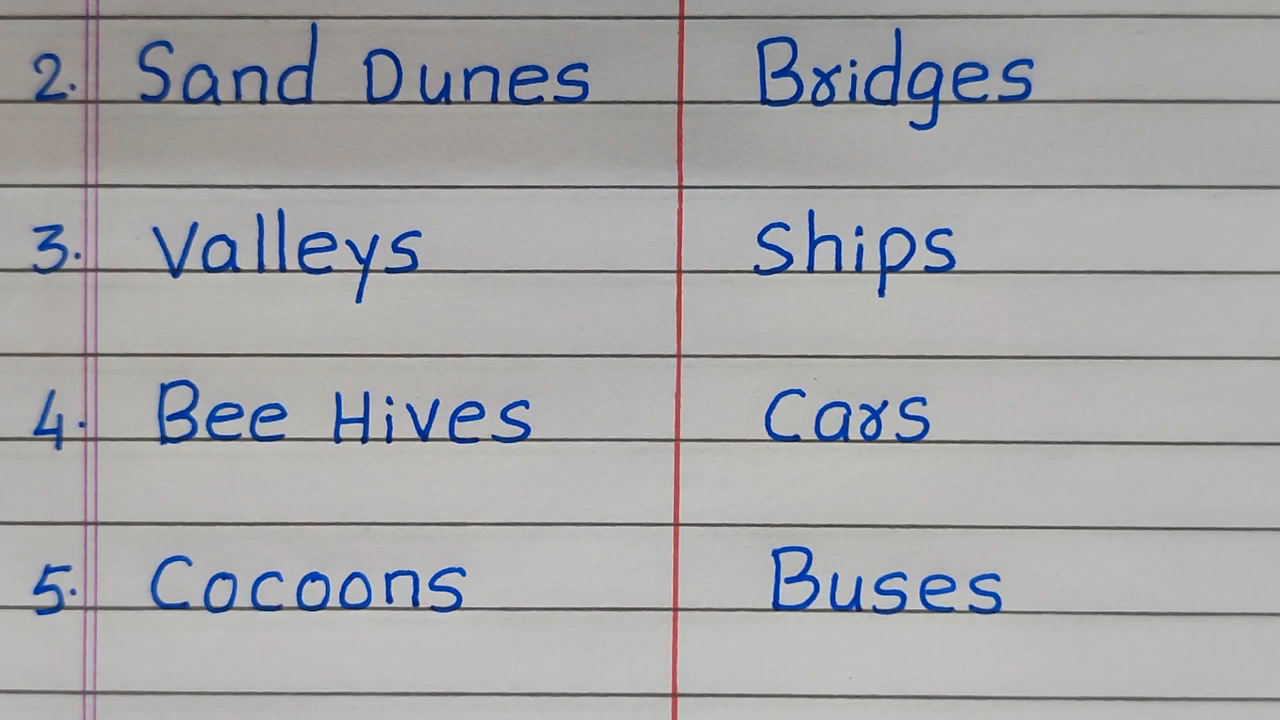 2. Sand Dunes Bridges
3. Valleys Ships
4. Bee Hives Cars
5. Cocoons Buses